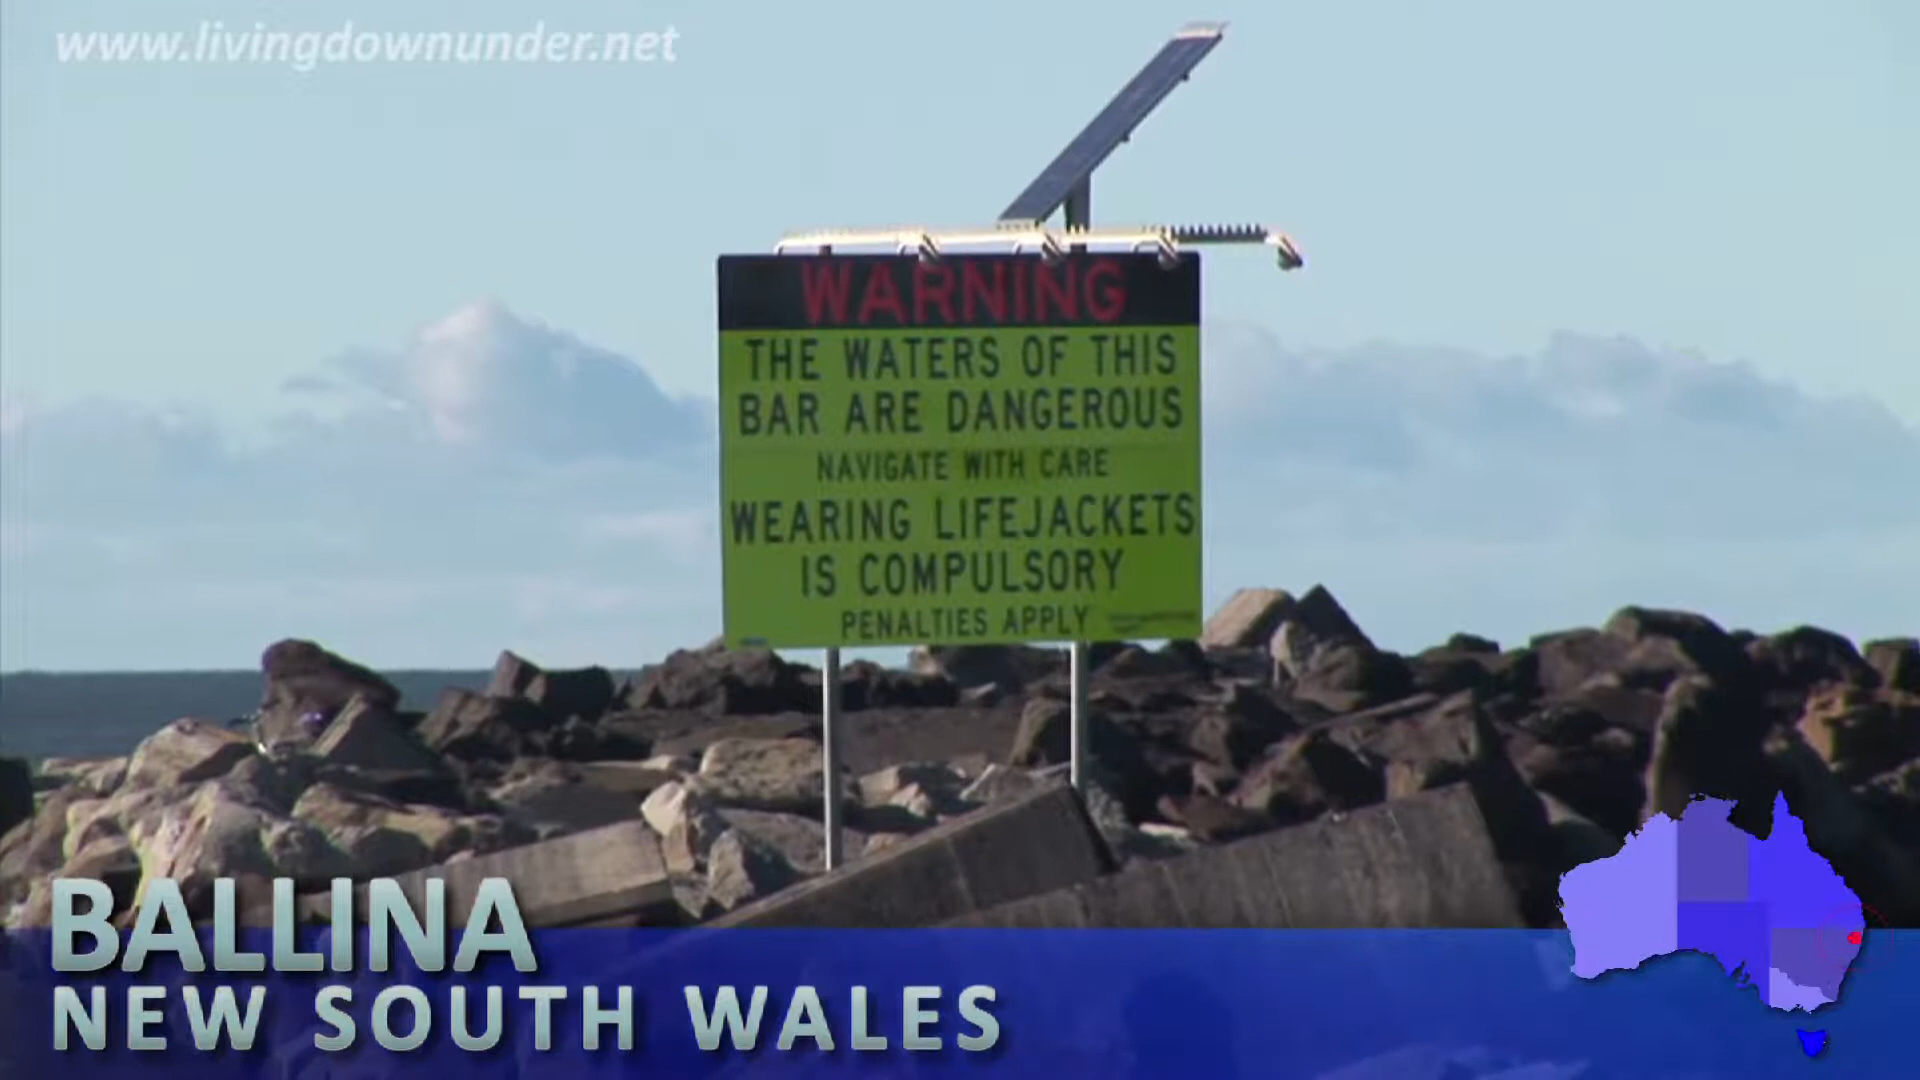 www.livingdownunder.net
WARNING
THE WATERS OF THIS
BAR ARE DANGEROUS
NAVIGATE WITH CARE
WEARING LIFEJACKETS
IS COMPULSORY
PENALTIES APPLY
BALLINA
NEW SOUTH WALES